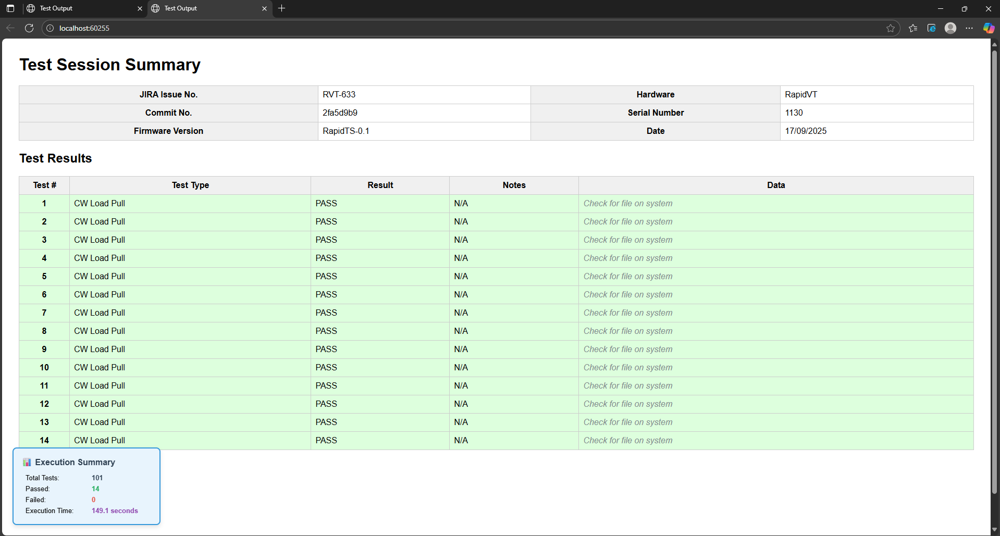 Test Output
Test Output
localhost:60255
Test Session Summary
JIRA Issue No. RVT-633 Hardware RapidVT
Commit No. 2fa5d9b9 Serial Number 1130
Firmware Version RapidTS-0.1 Date 17/09/2025
Test Results
Test # Test Type Result Notes Data
1 CW Load Pull PASS N/A Check for file on system
2 CW Load Pull PASS N/A Check for file on system
3 CW Load Pull PASS N/A Check for file on system
4 CW Load Pull PASS N/A Check for file on system
5 CW Load Pull PASS N/A Check for file on system
6 CW Load Pull PASS N/A Check for file on system
7 CW Load Pull PASS N/A Check for file on system
8 CW Load Pull PASS N/A Check for file on system
9 CW Load Pull PASS N/A Check for file on system
10 CW Load Pull PASS N/A Check for file on system
11 CW Load Pull PASS N/A Check for file on system
12 CW Load Pull PASS N/A Check for file on system
13 CW Load Pull PASS N/A Check for file on system
14 CW Load Pull PASS N/A Check for file on system
Execution Summary
Total Tests: 101
Passed: 14
Failed: 0
Execution Time: 149.1 seconds